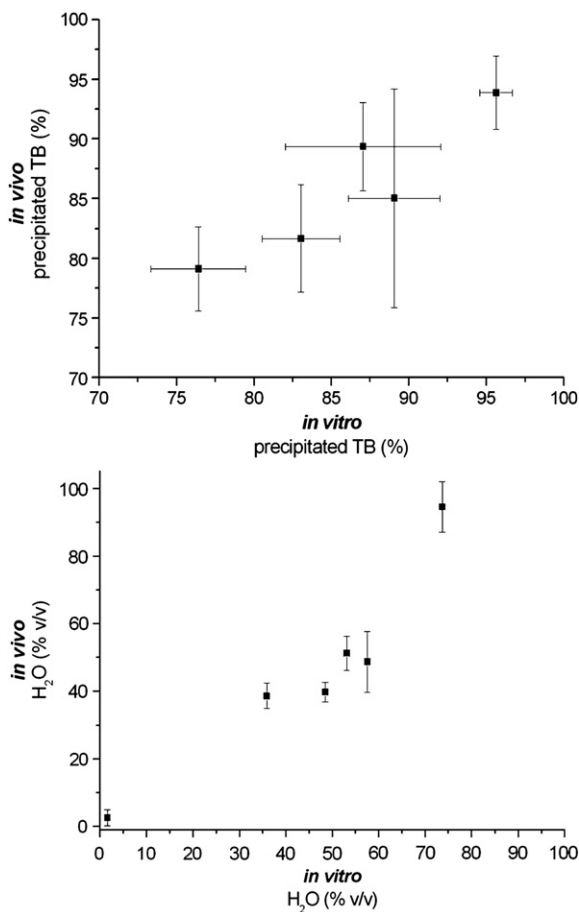 100
95
90
85
80
75
70
in vivo
precipitated TB (%)
70 75 80 85 90 95 100
in vitro
precipitated TB (%)
100
80
60
40
20
0
in vivo
H₂O (% v/v)
0 10 20 30 40 50 60 70 80 90 100
in vitro
H₂O (% v/v)